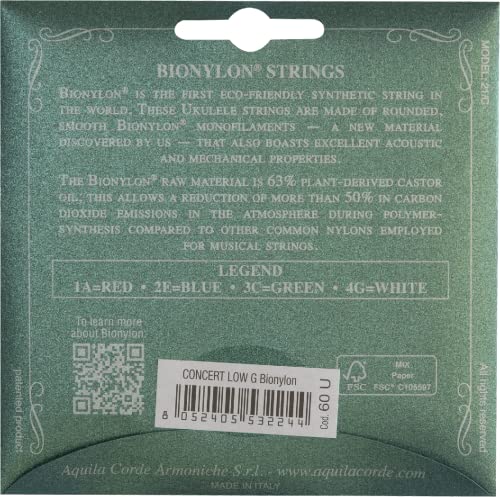 BIONYLON® STRINGS
BIONYLON® IS THE FIRST ECO-FRIENDLY SYNTHETIC STRING IN
THE WORLD. THESE UKULELE STRINGS ARE MADE OF ROUNDED,
SMOOTH BIONYLON® MONOFILAMENTS — A NEW MATERIAL
DISCOVERED BY US — THAT ALSO BOASTS EXCELLENT ACOUSTIC
AND MECHANICAL PROPERTIES.
THE BIONYLON® RAW MATERIAL IS 63% PLANT-DERIVED CASTOR
OIL, THIS ALLOWS A REDUCTION OF MORE THAN 50% IN CARBON
DIOXIDE EMISSIONS IN THE ATMOSPHERE DURING POLYMER-
SYNTHESIS COMPARED TO OTHER COMMON NYLONS EMPLOYED
FOR MUSICAL STRINGS.
LEGEND
1A=RED • 2E=BLUE • 3C=GREEN • 4G=WHITE
To learn more
about Bionylon:
CONCERT LOW G Bionylon
8 052405 532244
Cod. 60 U
FSC
MIX
Paper
FSC® C105597
patented product
All rights reserved
Aquila Corde Armoniche S.r.l. - www.aquilacorde.com
MADE IN ITALY